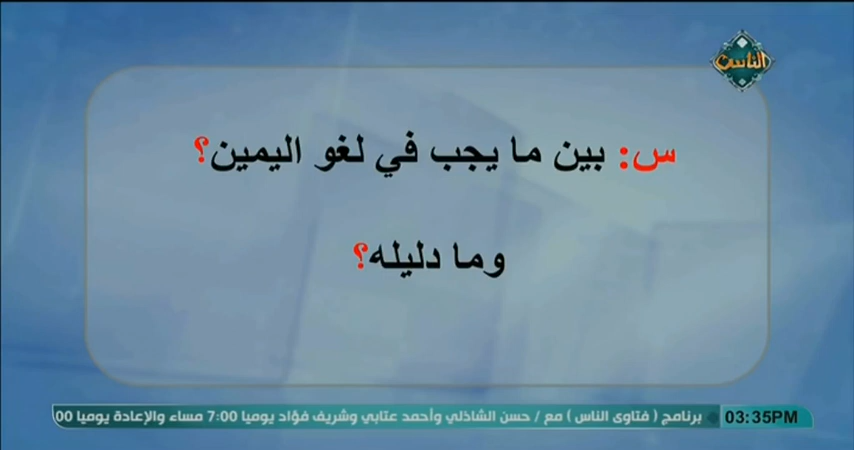 الناس
س: بين ما يجب في لغو اليمين؟
وما دليله؟
03:35PM برنامج ( فتاوى الناس ) مع / حسن الشاذلي وأحمد عتابي وشريف فؤاد يوميا 7:00 مساء والإعادة يوميا 00